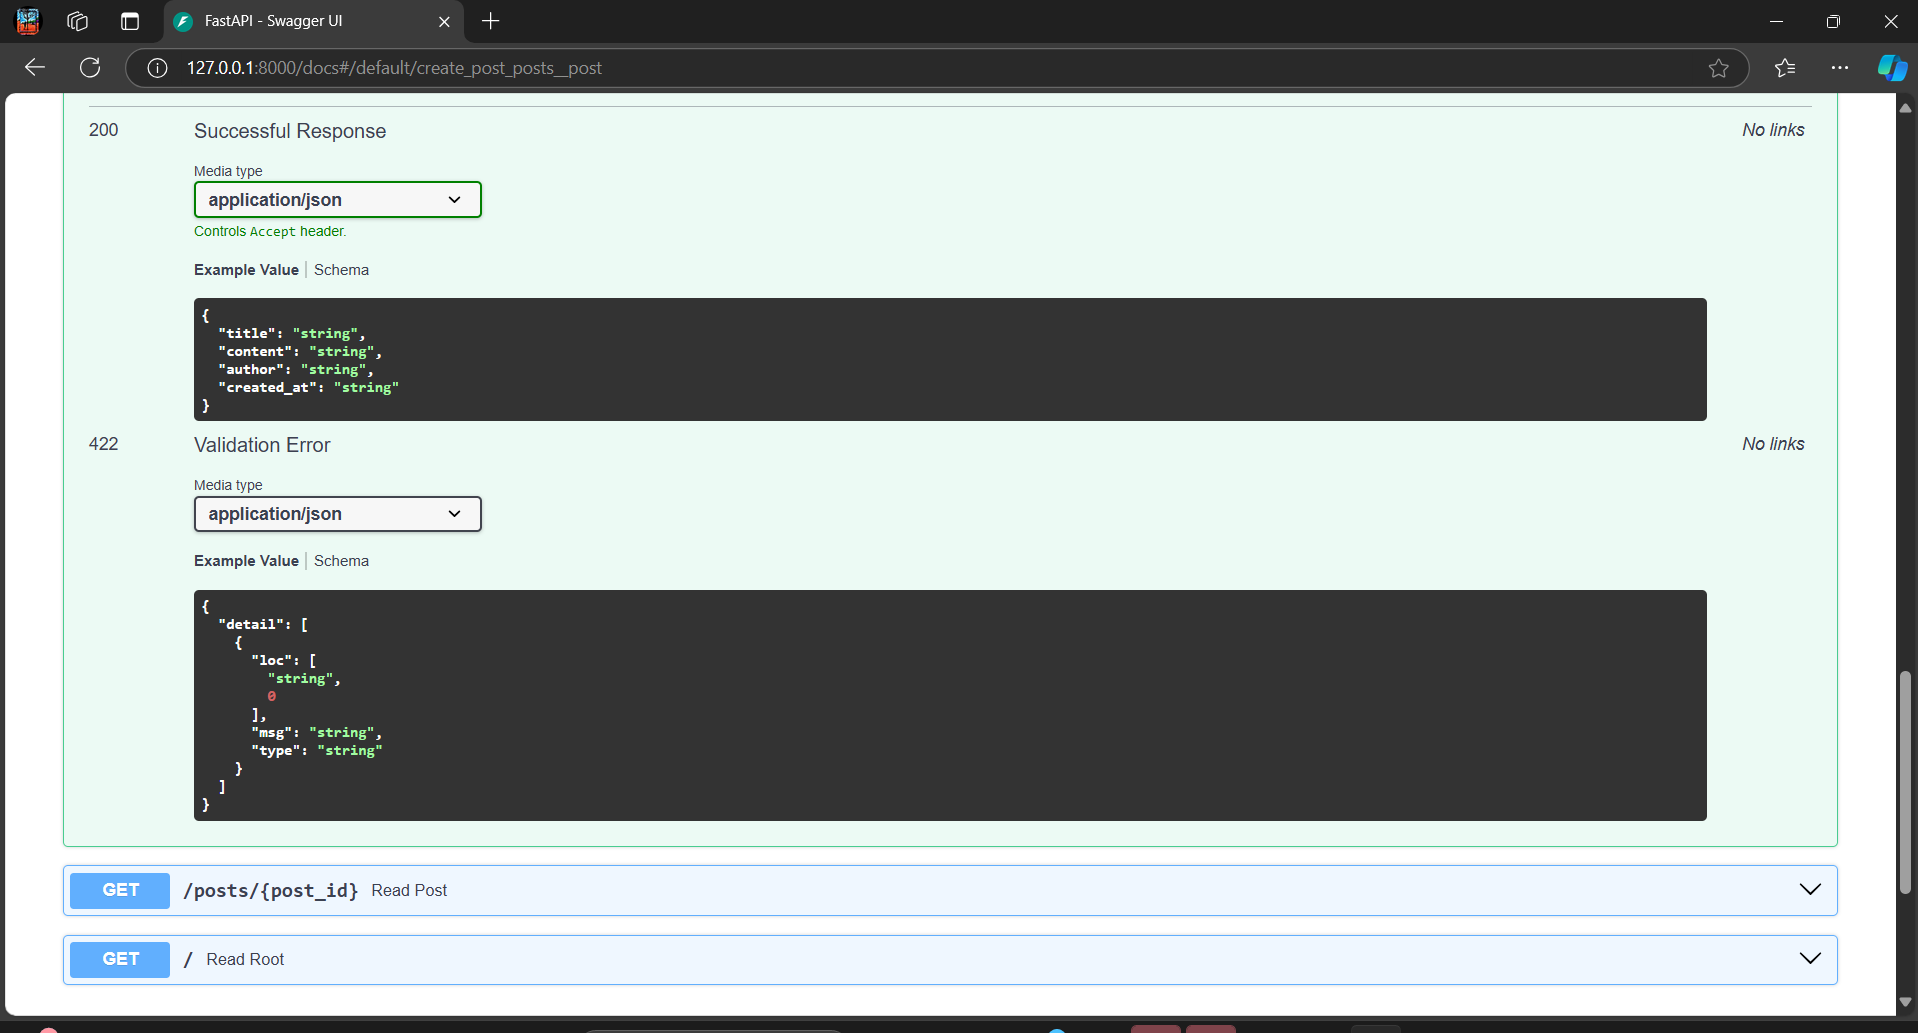 FastAPI - Swagger UI
127.0.0.1:8000/docs#/default/create_post_posts__post
200 Successful Response No links
Media type
application/json
Controls Accept header.
Example Value Schema
{
  "title": "string",
  "content": "string",
  "author": "string",
  "created_at": "string"
}
422 Validation Error No links
Media type
application/json
Example Value Schema
{
  "detail": [
    {
      "loc": [
        "string",
        0
      ],
      "msg": "string",
      "type": "string"
    }
  ]
}
GET /posts/{post_id} Read Post
GET / Read Root